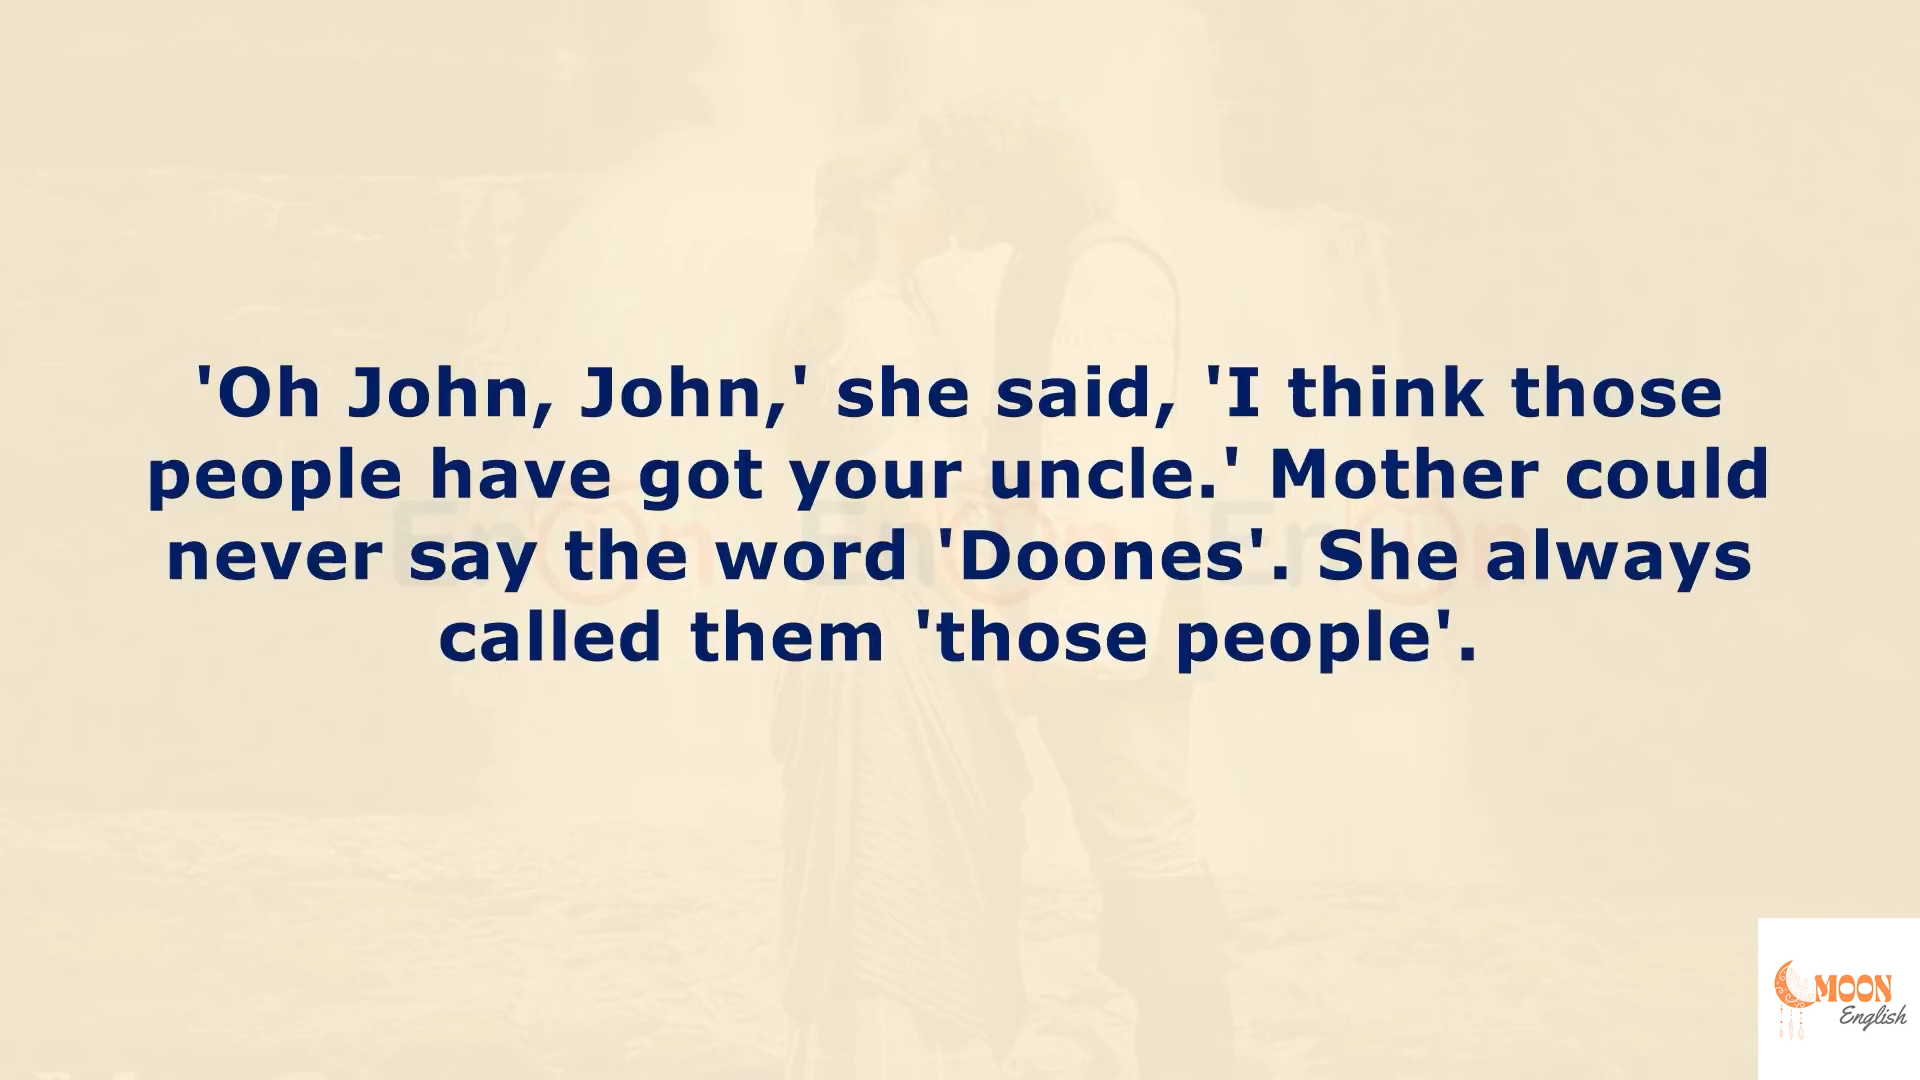 'Oh John, John,' she said, 'I think those
people have got your uncle.' Mother could
never say the word 'Doones'. She always
called them 'those people'.
MOON
English